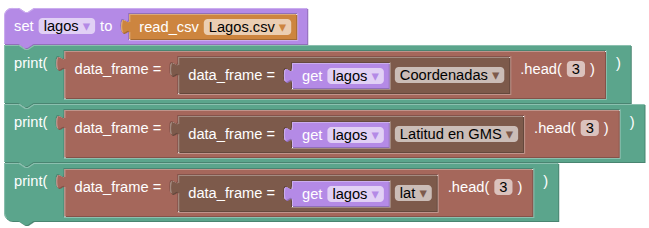 set lagos ▾ to read_csv Lagos.csv ▾
print( data_frame = data_frame = get lagos ▾ Coordenadas ▾ .head( 3 ) )
print( data_frame = data_frame = get lagos ▾ Latitud en GMS ▾ .head( 3 ) )
print( data_frame = data_frame = get lagos ▾ lat ▾ .head( 3 ) )